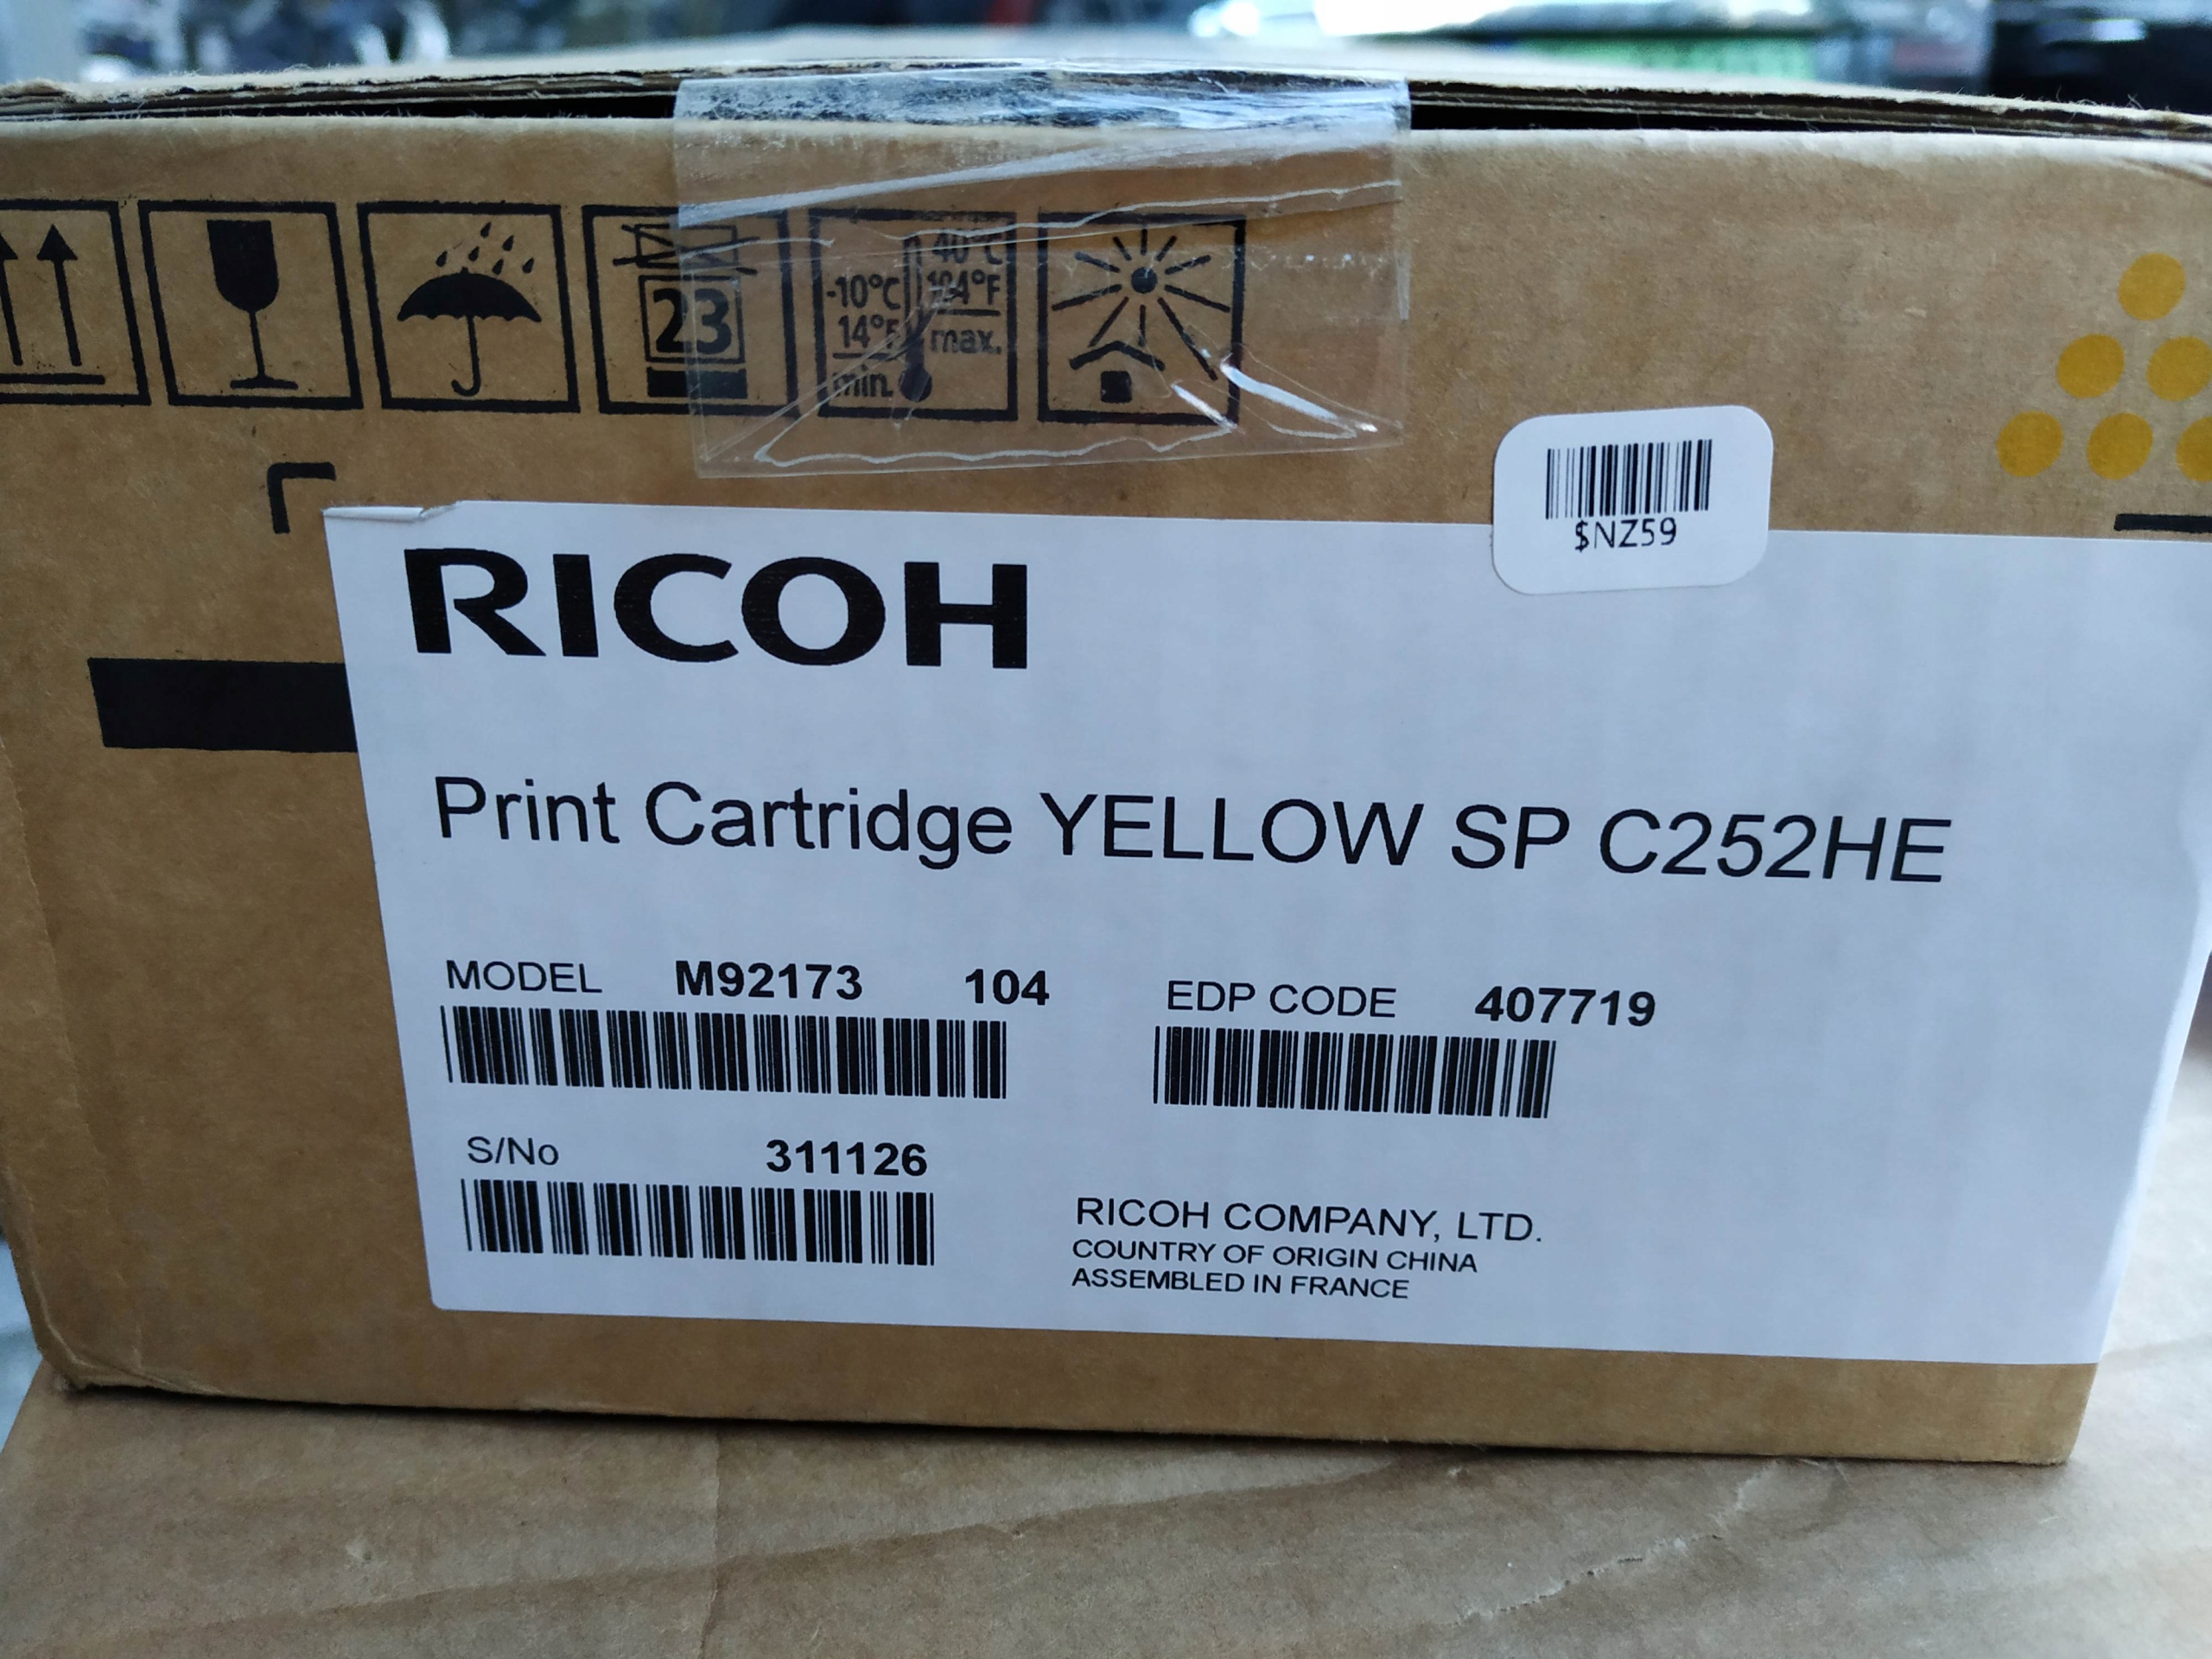 23
-10°C
14°F
min.
40°C
104°F
max.
$NZ59
RICOH
Print Cartridge YELLOW SP C252HE
MODEL M92173 104
EDP CODE 407719
S/No 311126
RICOH COMPANY, LTD.
COUNTRY OF ORIGIN CHINA
ASSEMBLED IN FRANCE